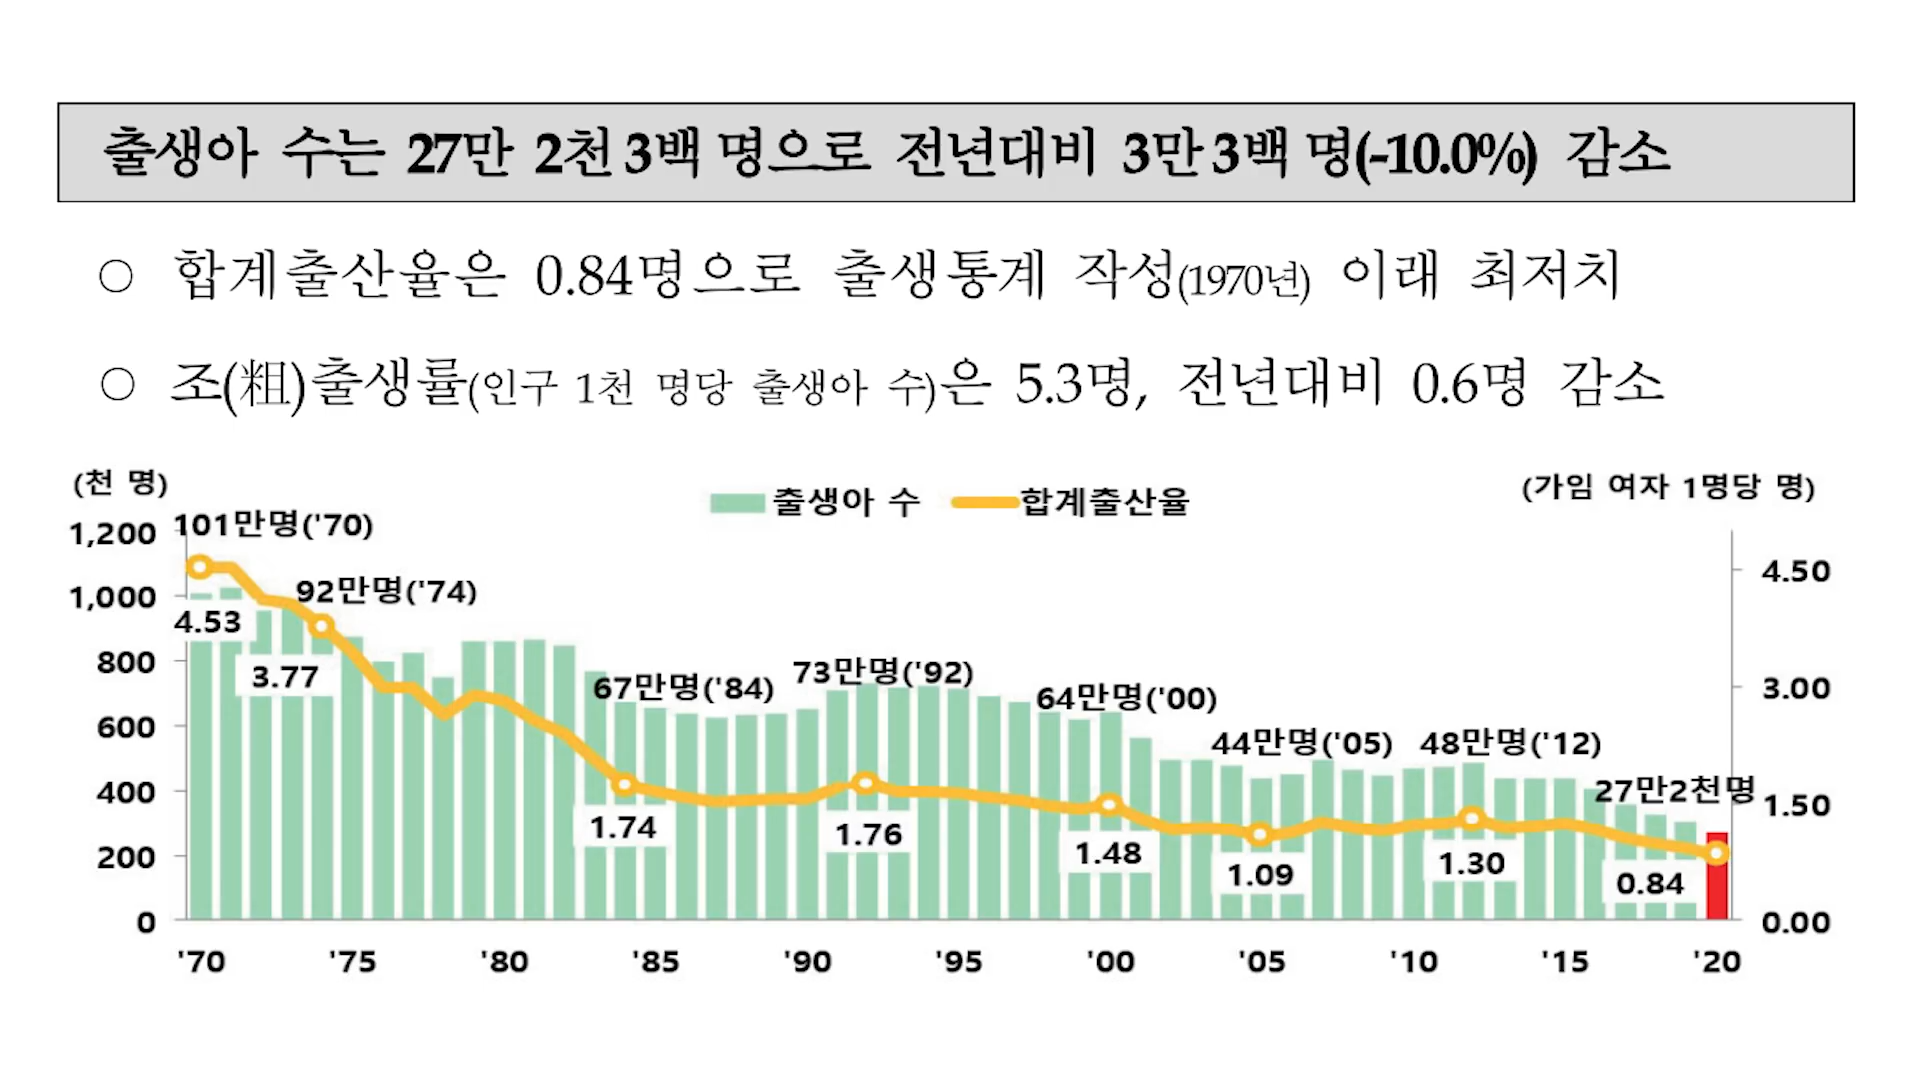 출생아 수는 27만 2천 3백 명으로 전년대비 3만 3백 명(-10.0%) 감소
○ 합계출산율은 0.84명으로 출생통계 작성(1970년) 이래 최저치
○ 조(粗)출생률(인구 1천 명당 출생아 수)은 5.3명, 전년대비 0.6명 감소
(천 명)
출생아 수 합계출산율
(가임 여자 1명당 명)
1,200
1,000
800
600
400
200
0
101만명('70)
92만명('74)
67만명('84)
73만명('92)
64만명('00)
44만명('05)
48만명('12)
27만2천명
4.53
3.77
1.74
1.76
1.48
1.09
1.30
0.84
4.50
3.00
1.50
0.00
'70 '75 '80 '85 '90 '95 '00 '05 '10 '15 '20